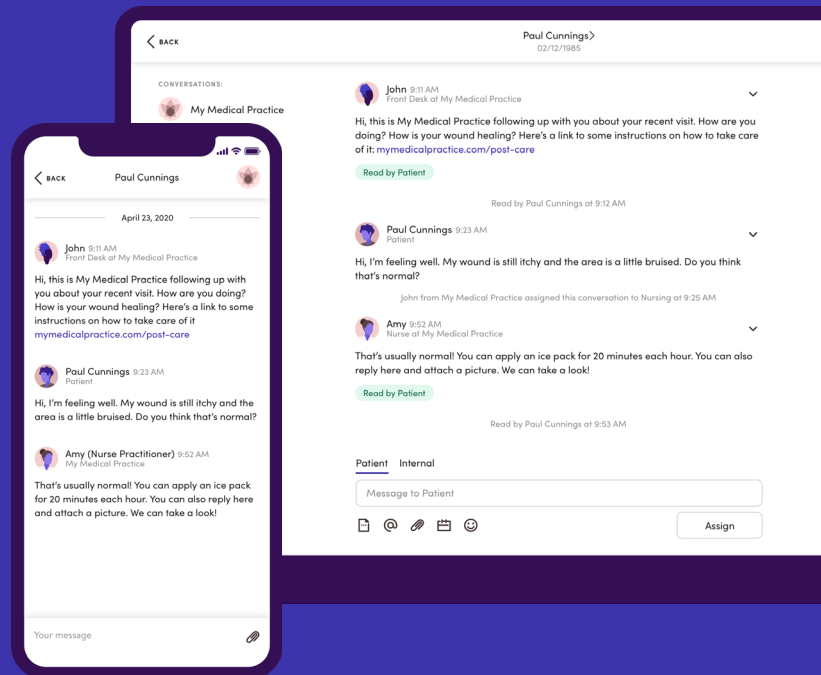 BACK
Paul Cunnings>
02/12/1985
CONVERSATIONS:
My Medical Practice
John 9:11 AM
Front Desk at My Medical Practice
Hi, this is My Medical Practice following up with you about your recent visit. How are you
doing? How is your wound healing? Here's a link to some instructions on how to take care
of it: mymedicalpractice.com/post-care
Read by Patient
Read by Paul Cunnings at 9:12 AM
Paul Cunnings 9:23 AM
Patient
Hi, I'm feeling well. My wound is still itchy and the area is a little bruised. Do you think
that's normal?
John from My Medical Practice assigned this conversation to Nursing at 9:25 AM
Amy 9:52 AM
Nurse at My Medical Practice
That's usually normal! You can apply an ice pack for 20 minutes each hour. You can also
reply here and attach a picture. We can take a look!
Read by Patient
Read by Paul Cunnings at 9:53 AM
Patient Internal
Message to Patient
Assign
BACK
Paul Cunnings
April 23, 2020
John 9:11 AM
Front Desk at My Medical Practice
Hi, this is My Medical Practice following up with
you about your recent visit. How are you doing?
How is your wound healing? Here's a link to some
instructions on how to take care of it
mymedicalpractice.com/post-care
Paul Cunnings 9:23 AM
Patient
Hi, I'm feeling well. My wound is still itchy and the
area is a little bruised. Do you think that's normal?
Amy (Nurse Practitioner) 9:52 AM
My Medical Practice
That's usually normal! You can apply an ice pack
for 20 minutes each hour. You can also reply here
and attach a picture. We can take a look!
Your message